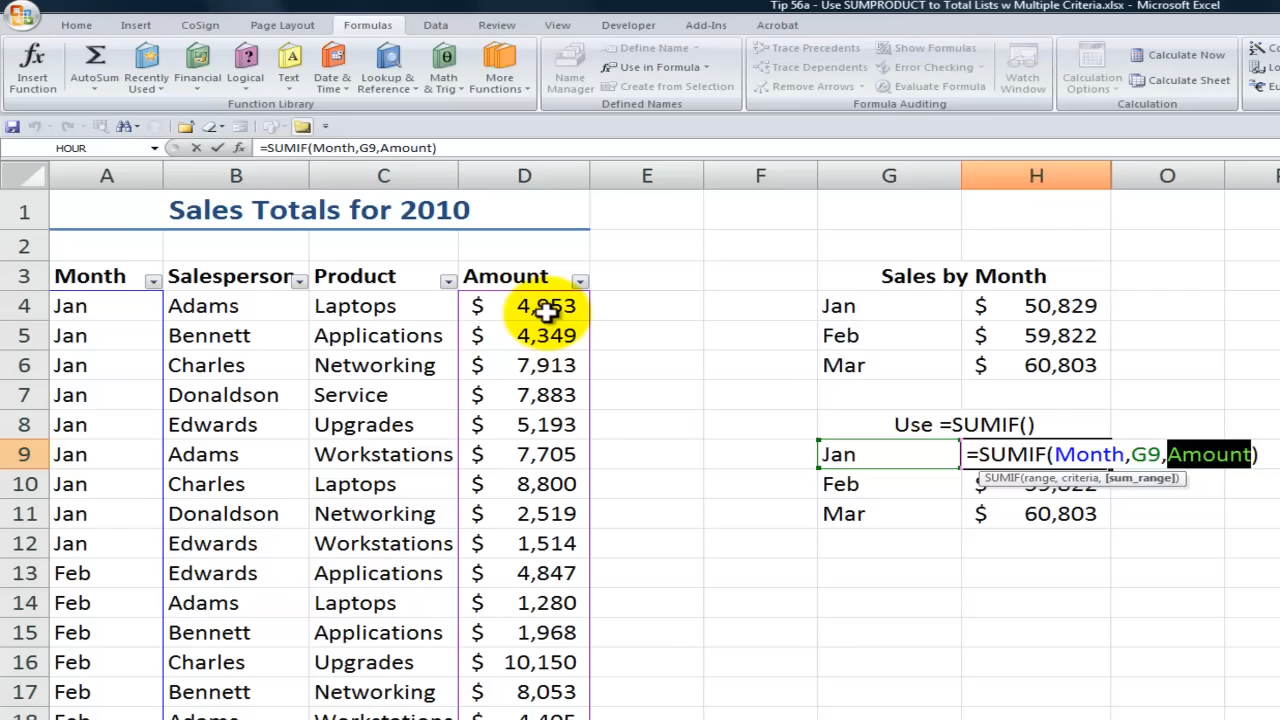 Tip 56a - Use SUMPRODUCT to Total Lists w Multiple Criteria.xlsx - Microsoft Excel
Home Insert CoSign Page Layout Formulas Data Review View Developer Add-Ins Acrobat
fx Σ A θ
Insert Function AutoSum Recently Used Financial Logical Text Date & Time Lookup & Reference Math & Trig More Functions
Function Library
Name Manager
Define Name
Use in Formula
Create from Selection
Defined Names
Trace Precedents Show Formulas
Trace Dependents Error Checking
Remove Arrows Evaluate Formula
Watch Window
Formula Auditing
Calculation Options
Calculate Now
Calculate Sheet
Calculation
HOUR fx =SUMIF(Month,G9,Amount)
A B C D E F G H O
1 Sales Totals for 2010
2
3 Month Salesperson Product Amount Sales by Month
4 Jan Adams Laptops $ 4,953 Jan $ 50,829
5 Jan Bennett Applications $ 4,349 Feb $ 59,822
6 Jan Charles Networking $ 7,913 Mar $ 60,803
7 Jan Donaldson Service $ 7,883
8 Jan Edwards Upgrades $ 5,193 Use =SUMIF()
9 Jan Adams Workstations $ 7,705 Jan =SUMIF(Month,G9,Amount)
SUMIF(range, criteria, [sum_range])
10 Jan Charles Laptops $ 8,800 Feb $ 59,822
11 Jan Donaldson Networking $ 2,519 Mar $ 60,803
12 Jan Edwards Workstations $ 1,514
13 Feb Edwards Applications $ 4,847
14 Feb Adams Laptops $ 1,280
15 Feb Bennett Applications $ 1,968
16 Feb Charles Upgrades $ 10,150
17 Feb Bennett Networking $ 8,053
18 Feb Adams Workstations $ 4,405